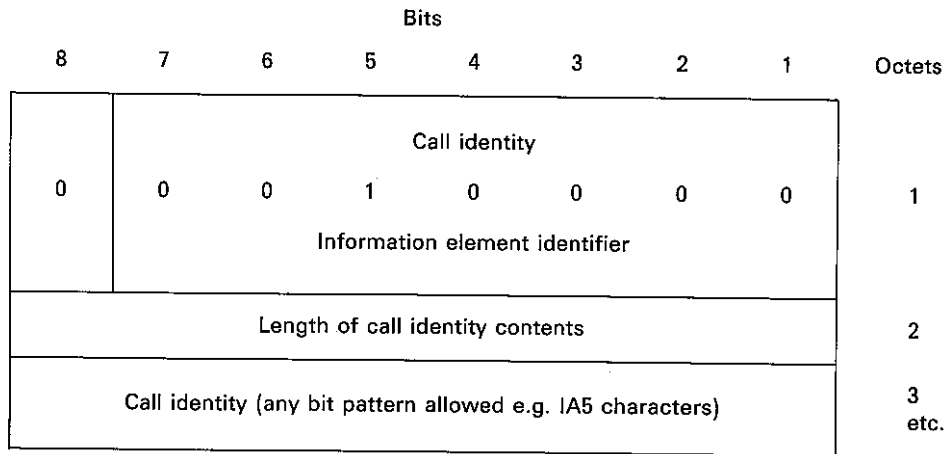 Bits
8 7 6 5 4 3 2 1 Octets
Call identity
0 0 0 1 0 0 0 0 1
Information element identifier
Length of call identity contents 2
Call identity (any bit pattern allowed e.g. IA5 characters) 3
etc.